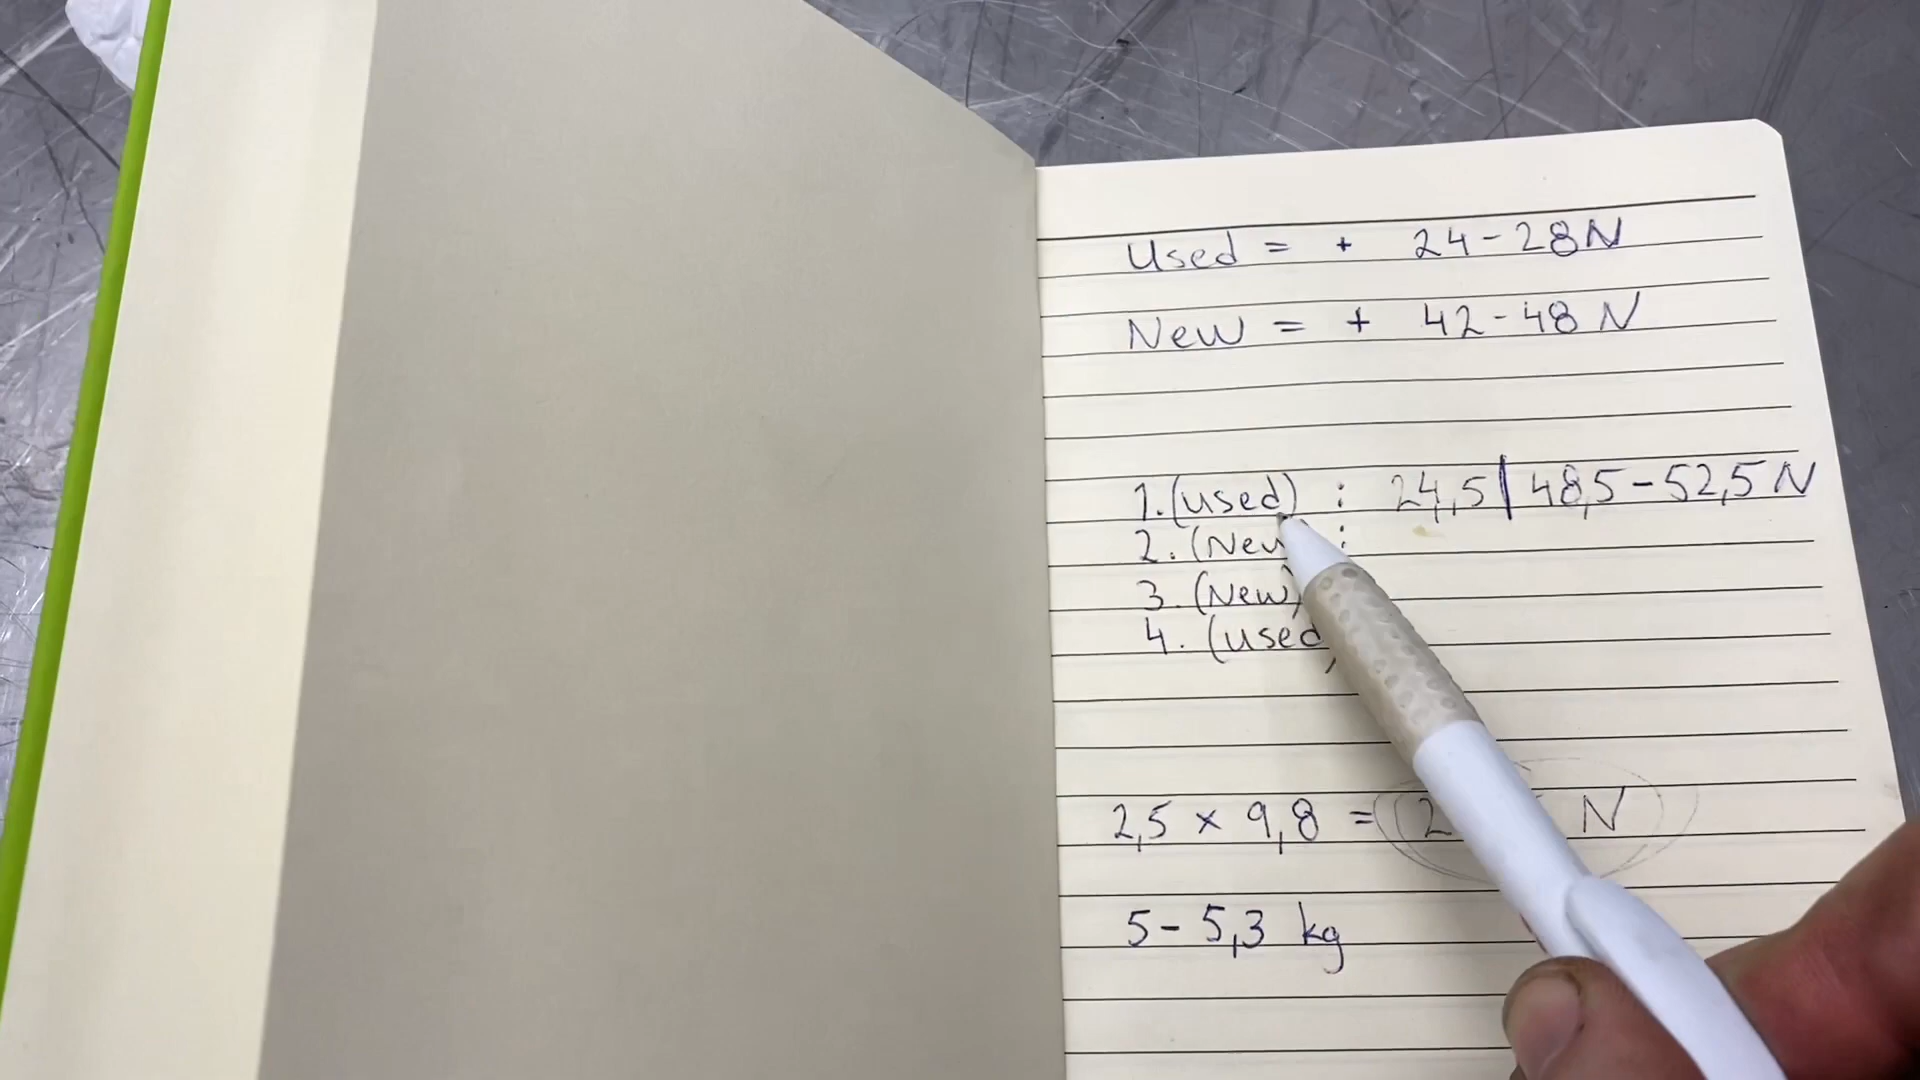 Used = + 24-28N
New = + 42-48 N
1.(used) : 24,5 | 48,5-52,5 N
2. (New :
3. (New)
4. (used)
2,5 x 9,8 = 2 N
5-5,3 kg